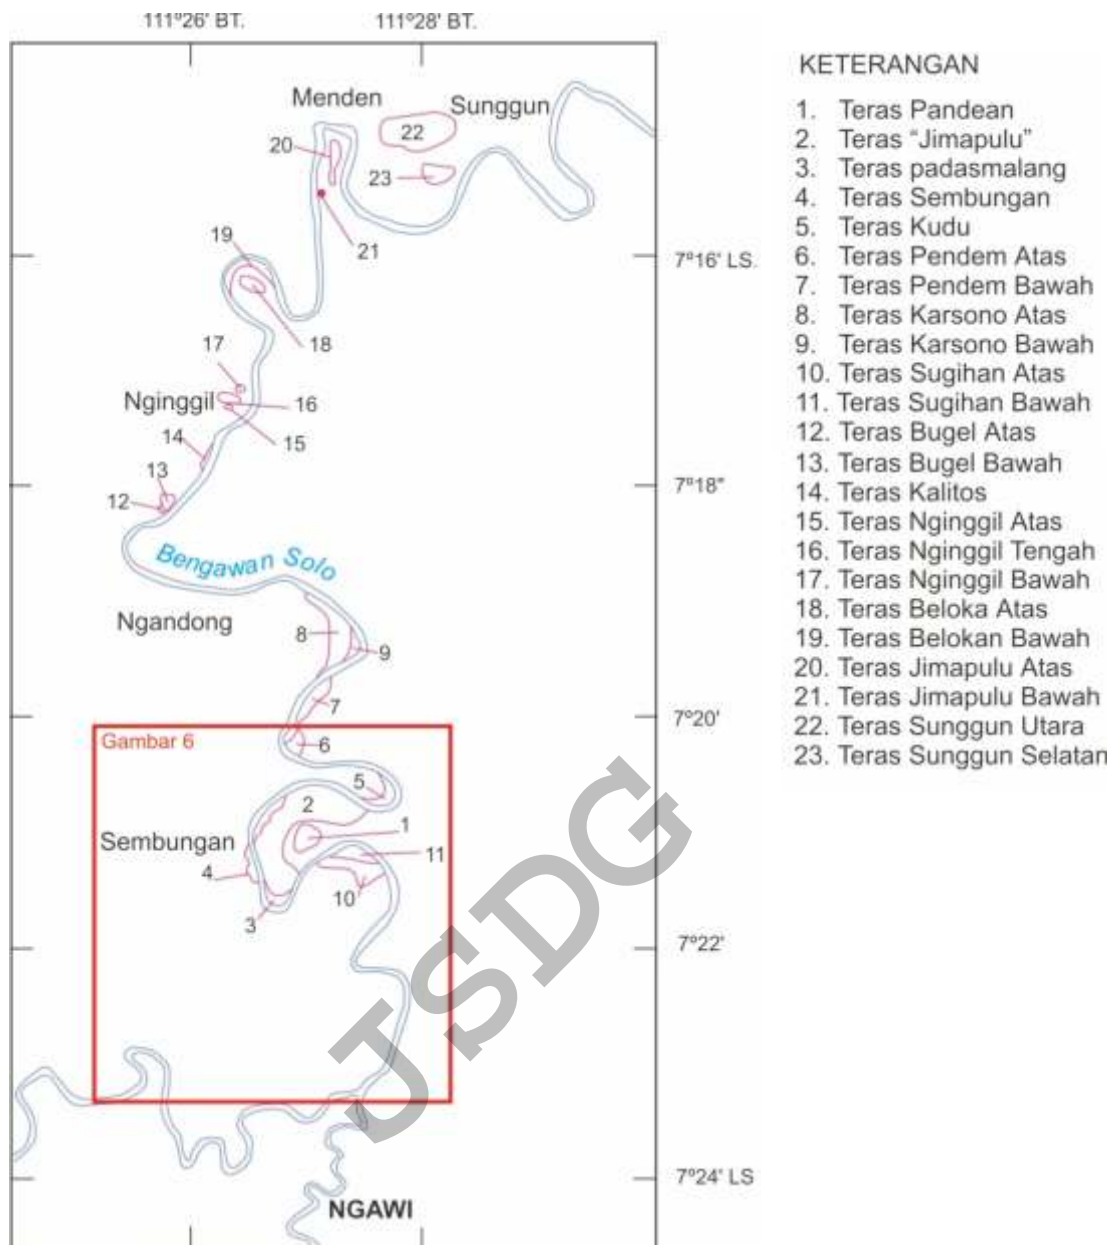 111°26' BT.
111°28' BT.
KETERANGAN
Menden
Sunggun
22
20
23
21
19
7°16' LS.
18
17
Nginggil
16
15
14
13
12
7°18"
Bengawan Solo
Ngandong
8
9
7
7°20'
Gambar 6
6
5
2
1
Sembungan
11
4
10
3
7°22'
JSDG
7°24' LS
NGAWI
1. Teras Pandean
2. Teras “Jimapulu”
3. Teras padasmalang
4. Teras Sembungan
5. Teras Kudu
6. Teras Pendem Atas
7. Teras Pendem Bawah
8. Teras Karsono Atas
9. Teras Karsono Bawah
10. Teras Sugihan Atas
11. Teras Sugihan Bawah
12. Teras Bugel Atas
13. Teras Bugel Bawah
14. Teras Kalitos
15. Teras Nginggil Atas
16. Teras Nginggil Tengah
17. Teras Nginggil Bawah
18. Teras Beloka Atas
19. Teras Belokan Bawah
20. Teras Jimapulu Atas
21. Teras Jimapulu Bawah
22. Teras Sunggun Utara
23. Teras Sunggun Selatan